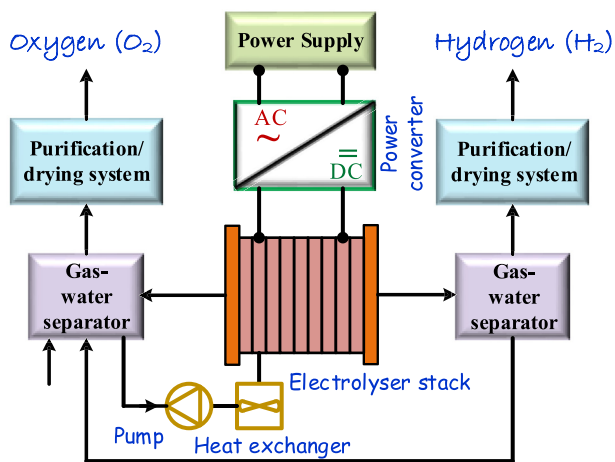 Oxygen (O₂)
Power Supply
Hydrogen (H₂)
AC
~
=
DC
Power
converter
Purification/
drying system
Purification/
drying system
Gas-
water
separator
Gas-
water
separator
Electrolyser stack
Pump
Heat exchanger